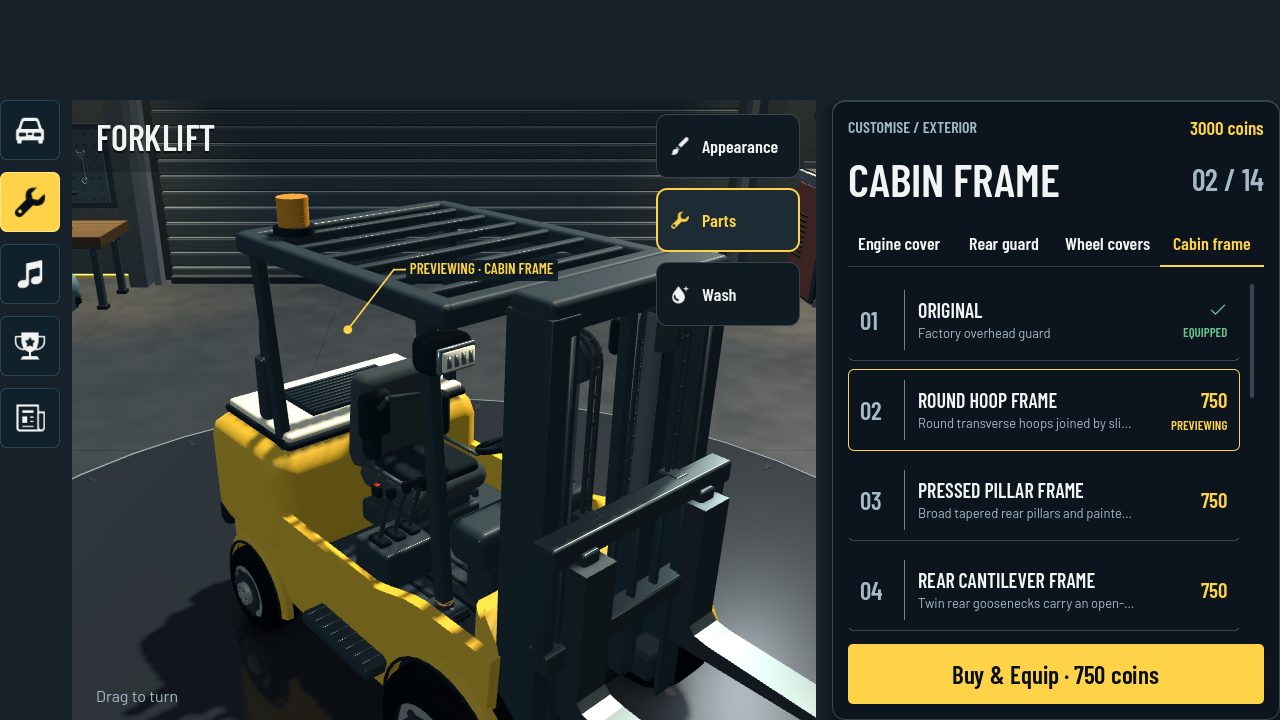 FORKLIFT
Appearance
Parts
Wash
PREVIEWING · CABIN FRAME
Drag to turn
CUSTOMISE / EXTERIOR
3000 coins
CABIN FRAME
02 / 14
Engine cover
Rear guard
Wheel covers
Cabin frame
01
ORIGINAL
Factory overhead guard
EQUIPPED
02
ROUND HOOP FRAME
Round transverse hoops joined by sli...
750
PREVIEWING
03
PRESSED PILLAR FRAME
Broad tapered rear pillars and painte...
750
04
REAR CANTILEVER FRAME
Twin rear goosenecks carry an open-...
750
Buy & Equip · 750 coins